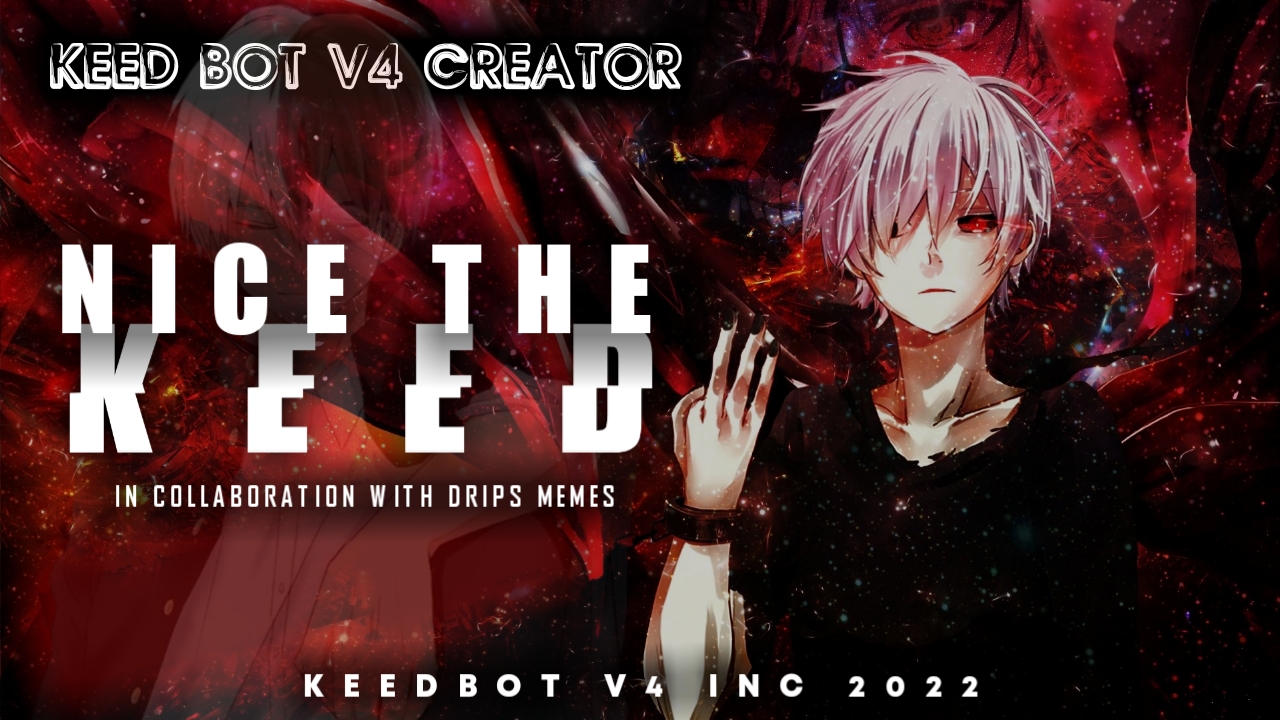 KEED BOT V4 CREATOR
NICE THE
KEED
IN COLLABORATION WITH DRIPS MEMES
KEEDBOT V4 INC 2022